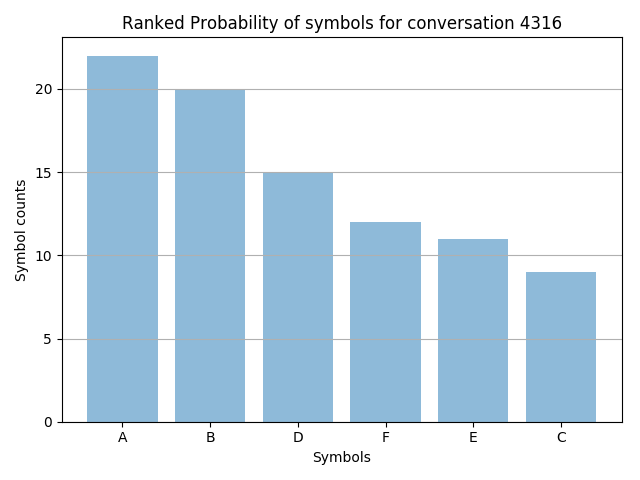 Ranked Probability of symbols for conversation 4316
Symbol counts
20
15
10
5
0
A B D F E C
Symbols